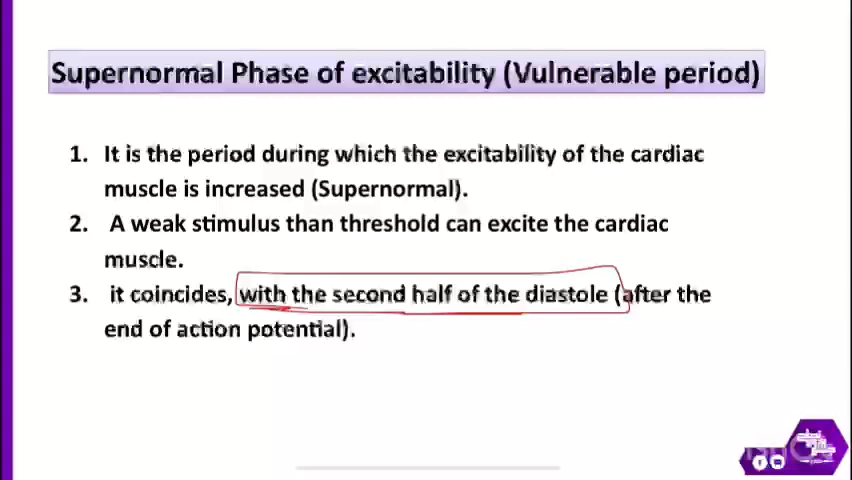 Supernormal Phase of excitability (Vulnerable period)
1. It is the period during which the excitability of the cardiac
muscle is increased (Supernormal).
2. A weak stimulus than threshold can excite the cardiac
muscle.
3. it coincides, with the second half of the diastole (after the
end of action potential).